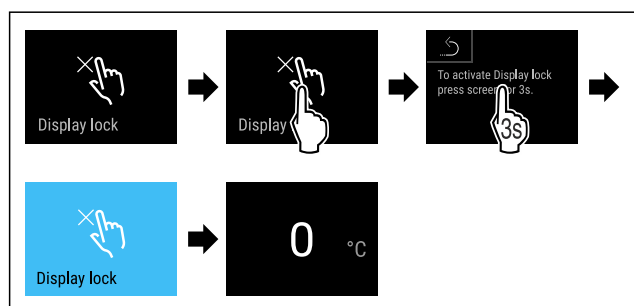 Display lock
Display
To activate Display lock
press screen for 3s.
3s
Display lock
0 °C